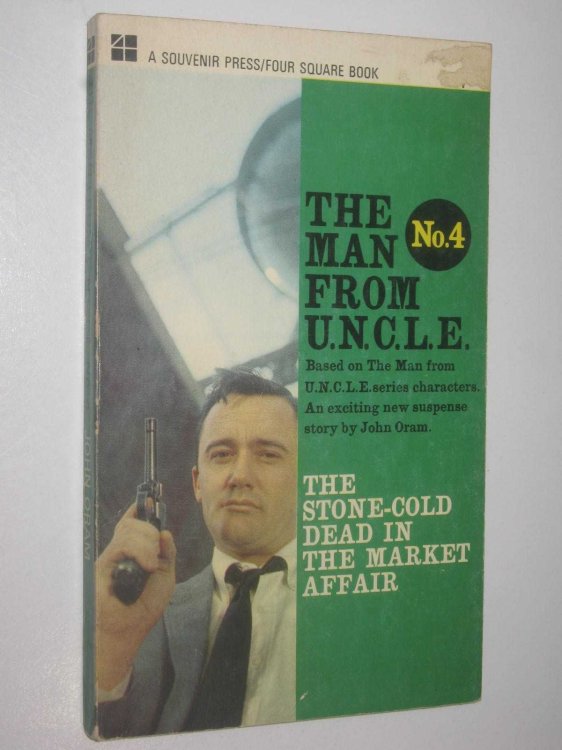 A SOUVENIR PRESS/FOUR SQUARE BOOK
THE
MAN
FROM
U.N.C.L.E.
No.4
Based on The Man from
U.N.C.L.E. series characters.
An exciting new suspense
story by John Oram.
THE
STONE-COLD
DEAD IN
THE MARKET
AFFAIR
JOHN ORAM